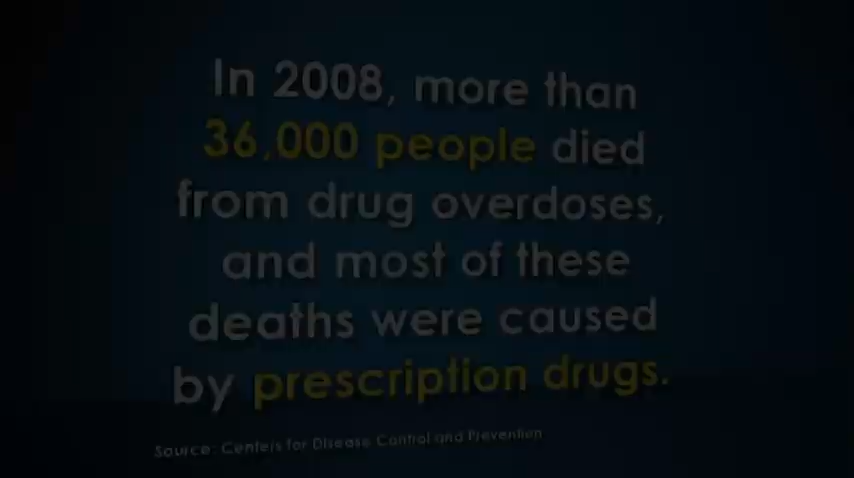 In 2008, more than
36,000 people died
from drug overdoses,
and most of these
deaths were caused
by prescription drugs.
Source: Centers for Disease Control and Prevention